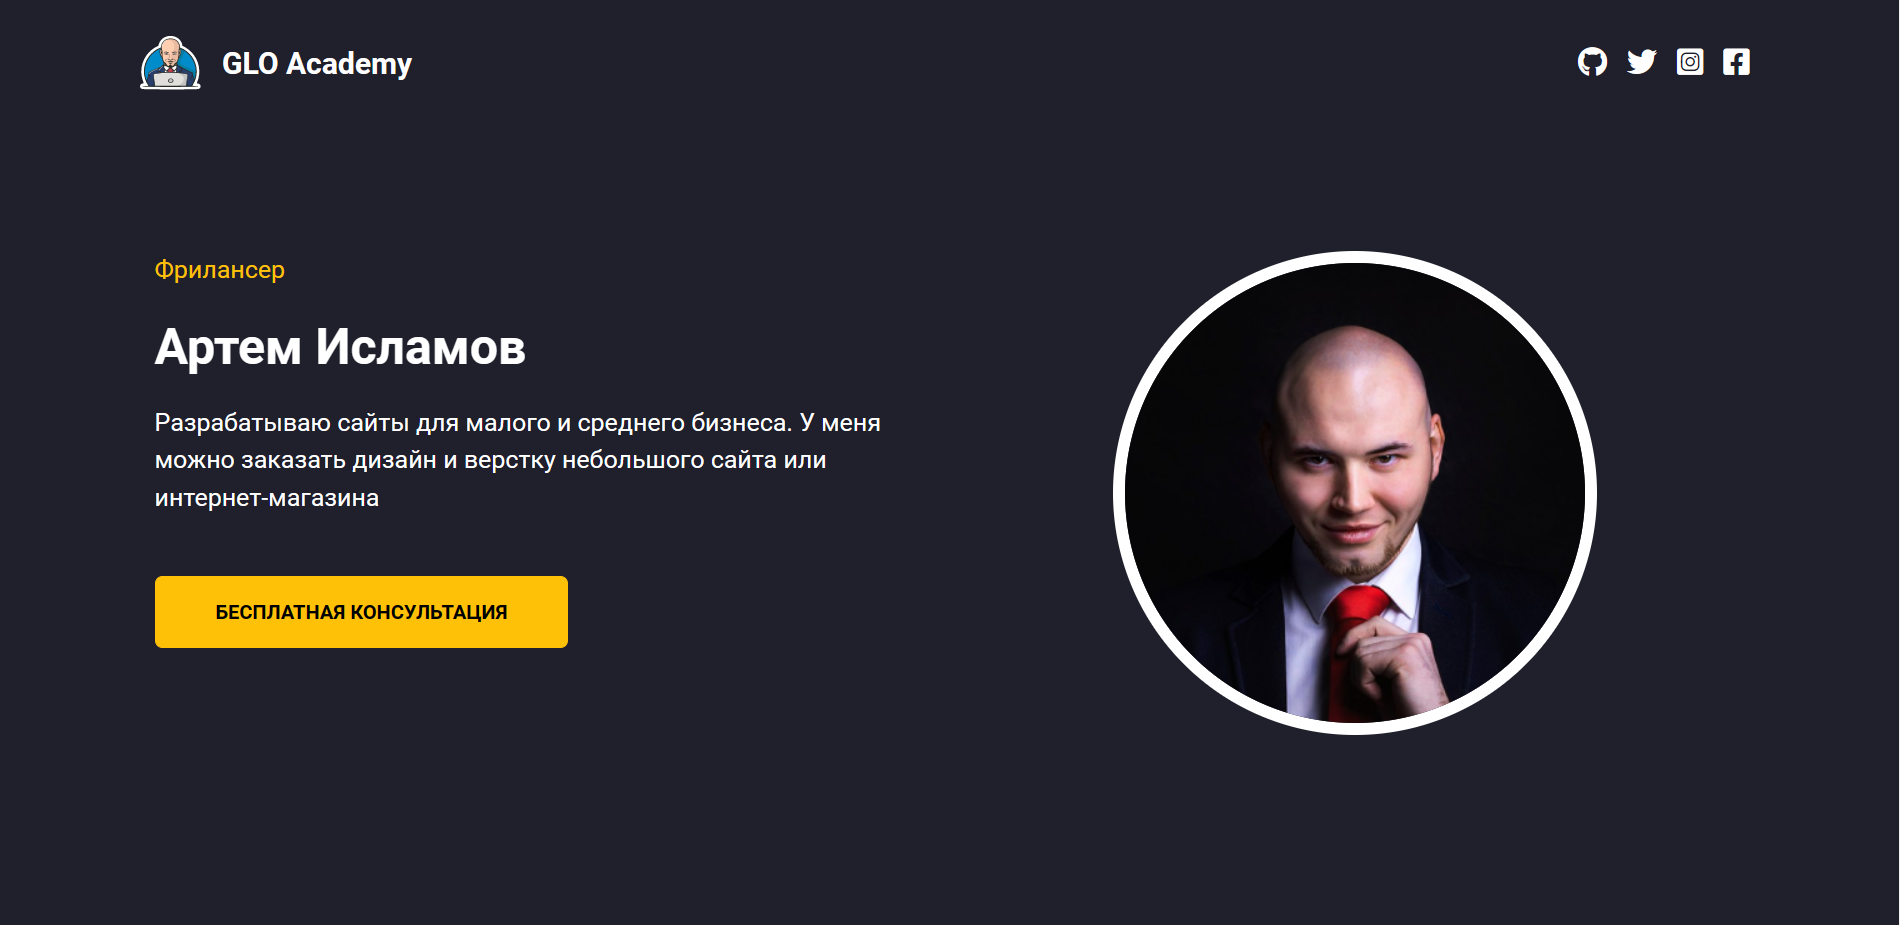 GLO Academy
Фрилансер
Артем Исламов
Разрабатываю сайты для малого и среднего бизнеса. У меня
можно заказать дизайн и верстку небольшого сайта или
интернет-магазина
БЕСПЛАТНАЯ КОНСУЛЬТАЦИЯ